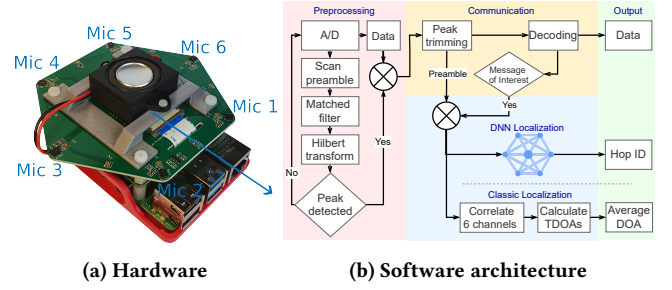 Mic 5
Mic 4
Mic 6
Mic 1
Mic 3
Mic 2
(a) Hardware
Preprocessing
Communication
Output
A/D
Data
Peak
trimming
Decoding
Data
Scan
preamble
Preamble
Message
of Interest
Matched
filter
Yes
Yes
Hilbert
transform
DNN Localization
Hop ID
No
Peak
detected
Classic Localization
Correlate
6 channels
Calculate
TDOAs
Average
DOA
(b) Software architecture